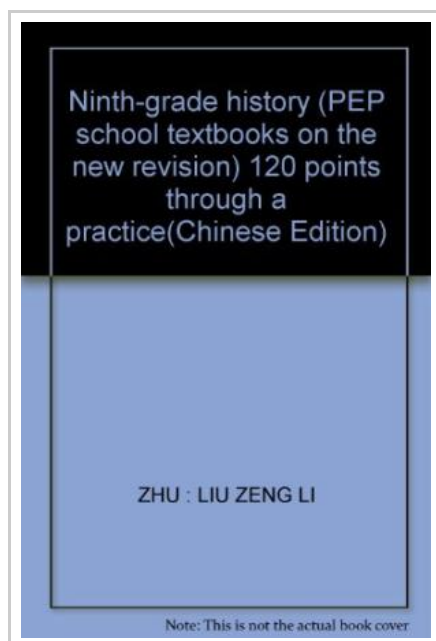 Ninth-grade history (PEP
school textbooks on the
new revision) 120 points
through a
practice(Chinese Edition)
ZHU : LIU ZENG LI
Note: This is not the actual book cover